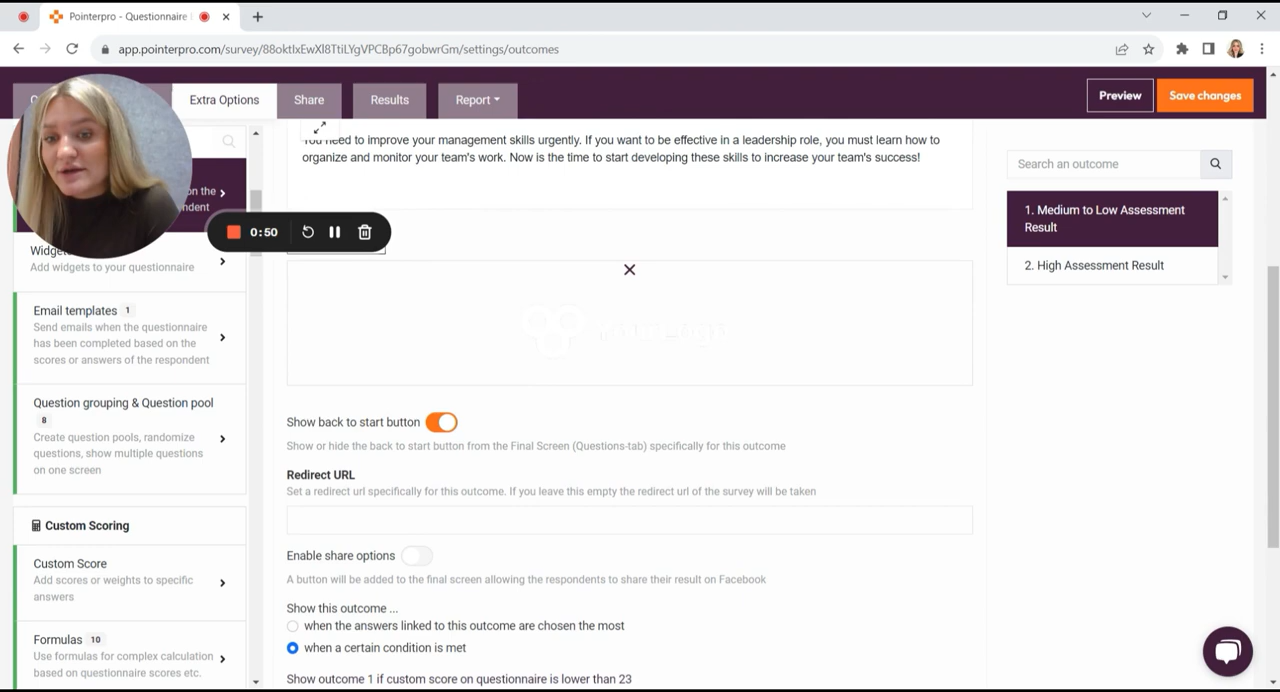 Pointerpro - Questionnaire
app.pointerpro.com/survey/88oktIxEwXI8TtiLYgVPCBp67gobwrGm/settings/outcomes
Extra Options
Share
Results
Report
Preview
Save changes
You need to improve your management skills urgently. If you want to be effective in a leadership role, you must learn how to
organize and monitor your team's work. Now is the time to start developing these skills to increase your team's success!
on the
ndent
0:50
Widge
Add widgets to your questionnaire
Email templates 1
Send emails when the questionnaire
has been completed based on the
scores or answers of the respondent
Question grouping & Question pool
8
Create question pools, randomize
questions, show multiple questions
on one screen
Custom Scoring
Custom Score
Add scores or weights to specific
answers
Formulas 10
Use formulas for complex calculation
based on questionnaire scores etc.
Show back to start button
Show or hide the back to start button from the Final Screen (Questions-tab) specifically for this outcome
Redirect URL
Set a redirect url specifically for this outcome. If you leave this empty the redirect url of the survey will be taken
Enable share options
A button will be added to the final screen allowing the respondents to share their result on Facebook
Show this outcome ...
when the answers linked to this outcome are chosen the most
when a certain condition is met
Show outcome 1 if custom score on questionnaire is lower than 23
Search an outcome
1. Medium to Low Assessment
Result
2. High Assessment Result